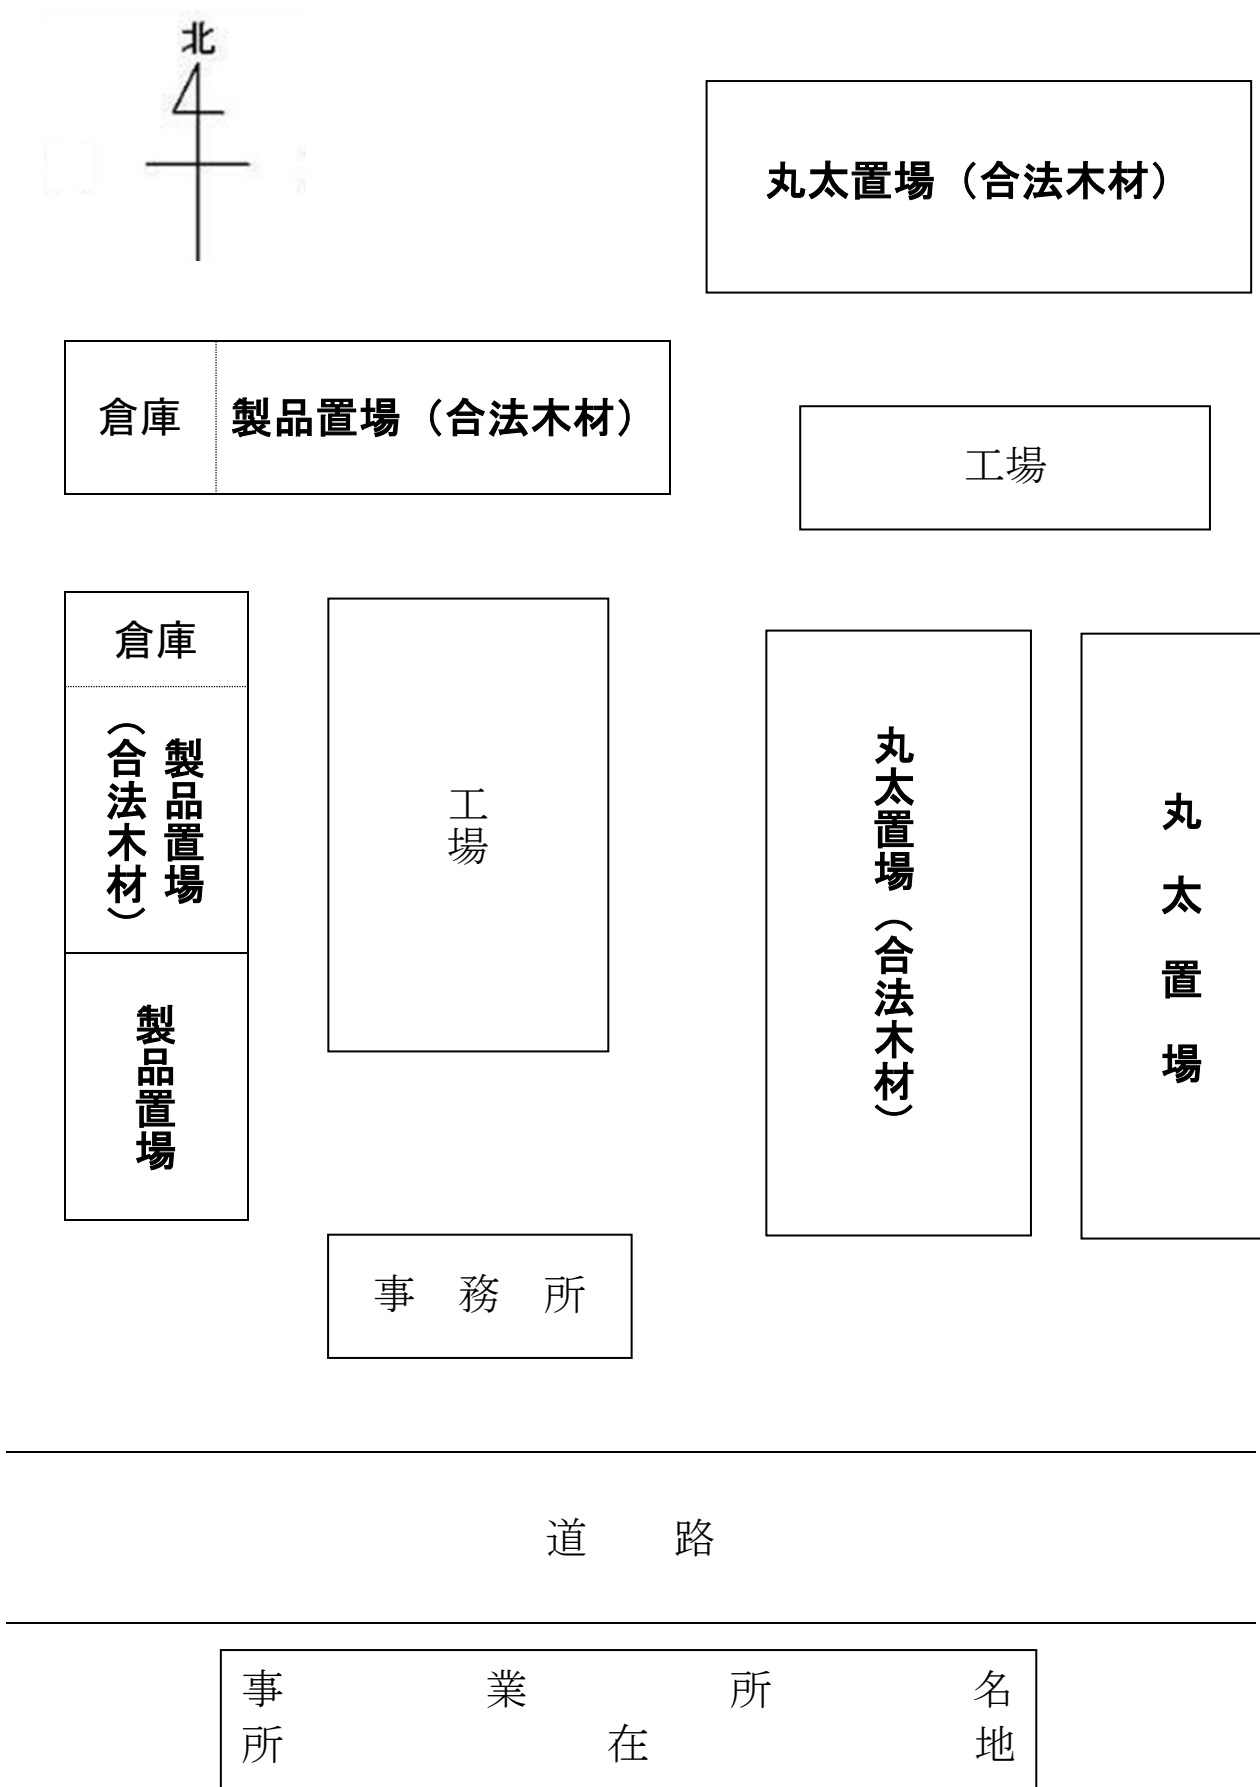 北
丸太置場（合法木材）
倉庫
製品置場（合法木材）
工場
倉庫
製品置場
（合法木材）
工場
丸太置場（合法木材）
丸太置場
製品置場
事務所
道路
事業所名
所在地